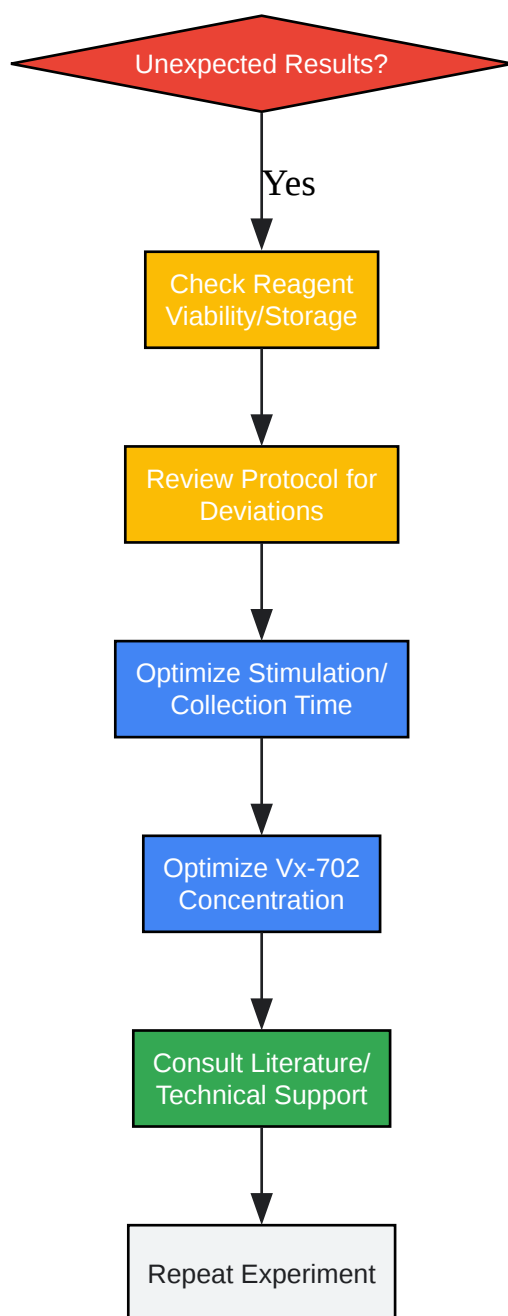 Unexpected Results?
Yes
Check Reagent
Viability/Storage
Review Protocol for
Deviations
Optimize Stimulation/
Collection Time
Optimize Vx-702
Concentration
Consult Literature/
Technical Support
Repeat Experiment